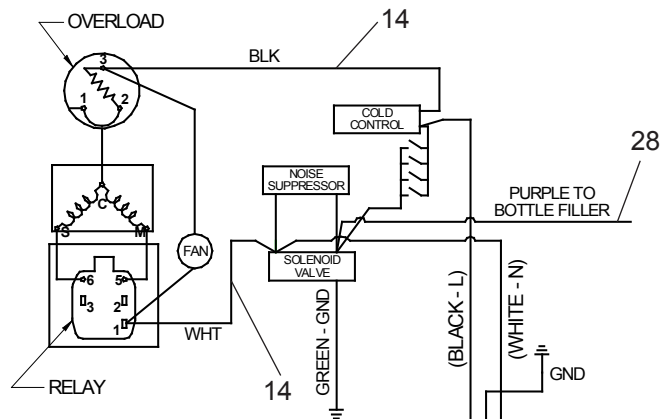 OVERLOAD
14
3
BLK
1
2
COLD
CONTROL
28
NOISE
SUPPRESSOR
PURPLE TO
BOTTLE FILLER
C
S
M
FAN
SOLENOID
VALVE
6
5
3
2
1
WHT
GREEN - GND
(BLACK - L)
(WHITE - N)
GND
RELAY
14